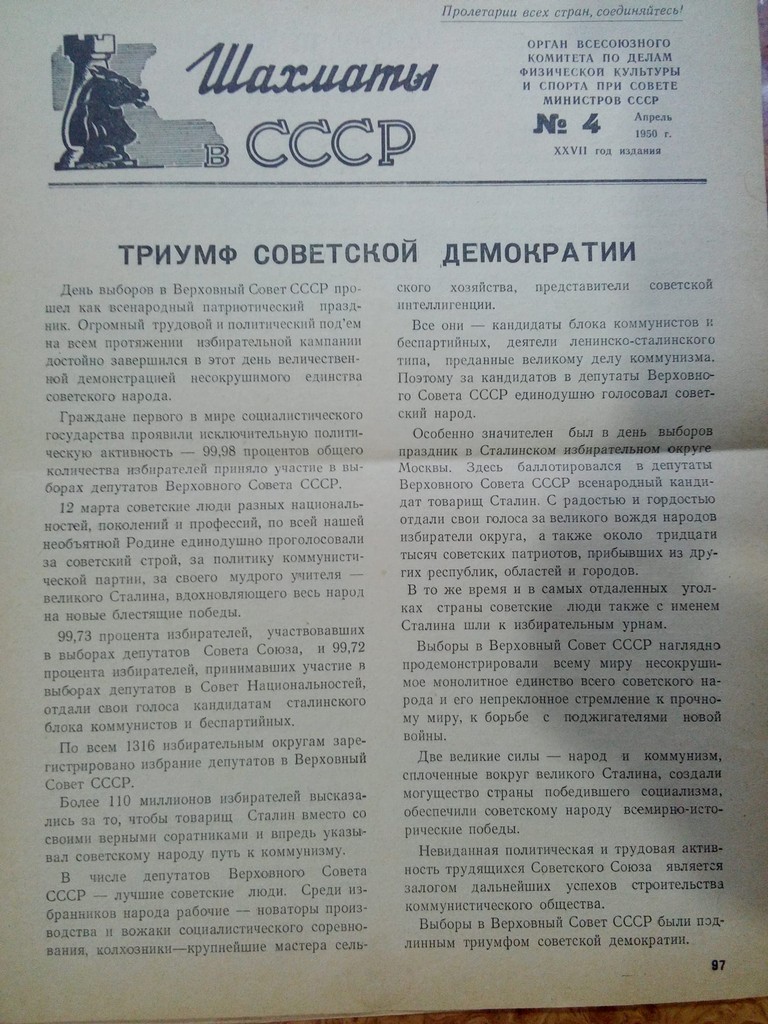 Пролетарии всех стран, соединяйтесь!
Шахматы
в СССР
ОРГАН ВСЕСОЮЗНОГО
КОМИТЕТА ПО ДЕЛАМ
ФИЗИЧЕСКОЙ КУЛЬТУРЫ
И СПОРТА ПРИ СОВЕТЕ
МИНИСТРОВ СССР
№ 4 Апрель
1950 г.
XXVII год издания
ТРИУМФ СОВЕТСКОЙ ДЕМОКРАТИИ
День выборов в Верховный Совет СССР про-
шел как всенародный патриотический празд-
ник. Огромный трудовой и политический под'ем
на всем протяжении избирательной кампании
достойно завершился в этот день величествен-
ной демонстрацией несокрушимого единства
советского народа.
Граждане первого в мире социалистического
государства проявили исключительную полити-
ческую активность — 99,98 процентов общего
количества избирателей приняло участие в вы-
борах депутатов Верховного Совета СССР.
12 марта советские люди разных националь-
ностей, поколений и профессий, по всей нашей
необъятной Родине единодушно проголосовали
за советский строй, за политику коммунисти-
ческой партии, за своего мудрого учителя —
великого Сталина, вдохновляющего весь народ
на новые блестящие победы.
99,73 процента избирателей, участвовавших
в выборах депутатов Совета Союза, и 99,72
процента избирателей, принимавших участие в
выборах депутатов в Совет Национальностей,
отдали свои голоса кандидатам сталинского
блока коммунистов и беспартийных.
По всем 1316 избирательным округам заре-
гистрировано избрание депутатов в Верховный
Совет СССР.
Более 110 миллионов избирателей высказа-
лись за то, чтобы товарищ Сталин вместе со
своими верными соратниками и впредь указы-
вал советскому народу путь к коммунизму.
В числе депутатов Верховного Совета
СССР — лучшие советские люди. Среди из-
бранников народа рабочие — новаторы произ-
водства и вожаки социалистического соревно-
вания, колхозники—крупнейшие мастера сель-
ского хозяйства, представители советской
интеллигенции.
Все они — кандидаты блока коммунистов и
беспартийных, деятели ленинско-сталинского
типа, преданные великому делу коммунизма.
Поэтому за кандидатов в депутаты Верховно-
го Совета СССР единодушно голосовал совет-
ский народ.
Особенно значителен был в день выборов
праздник в Сталинском избирательном округе
Москвы. Здесь баллотировался в депутаты
Верховного Совета СССР всенародный канди-
дат товарищ Сталин. С радостью и гордостью
отдали свои голоса за великого вождя народов
избиратели округа, а также около тридцати
тысяч советских патриотов, прибывших из дру-
гих республик, областей и городов.
В то же время и в самых отдаленных угол-
ках страны советские люди также с именем
Сталина шли к избирательным урнам.
Выборы в Верховный Совет СССР наглядно
продемонстрировали всему миру несокруши-
мое монолитное единство всего советского на-
рода и его непреклонное стремление к прочно-
му миру, к борьбе с поджигателями новой
войны.
Две великие силы — народ и коммунизм,
сплоченные вокруг великого Сталина, создали
могущество страны победившего социализма,
обеспечили советскому народу всемирно-исто-
рические победы.
Невиданная политическая и трудовая актив-
ность трудящихся Советского Союза является
залогом дальнейших успехов строительства
коммунистического общества.
Выборы в Верховный Совет СССР были под-
линным триумфом советской демократии.
97